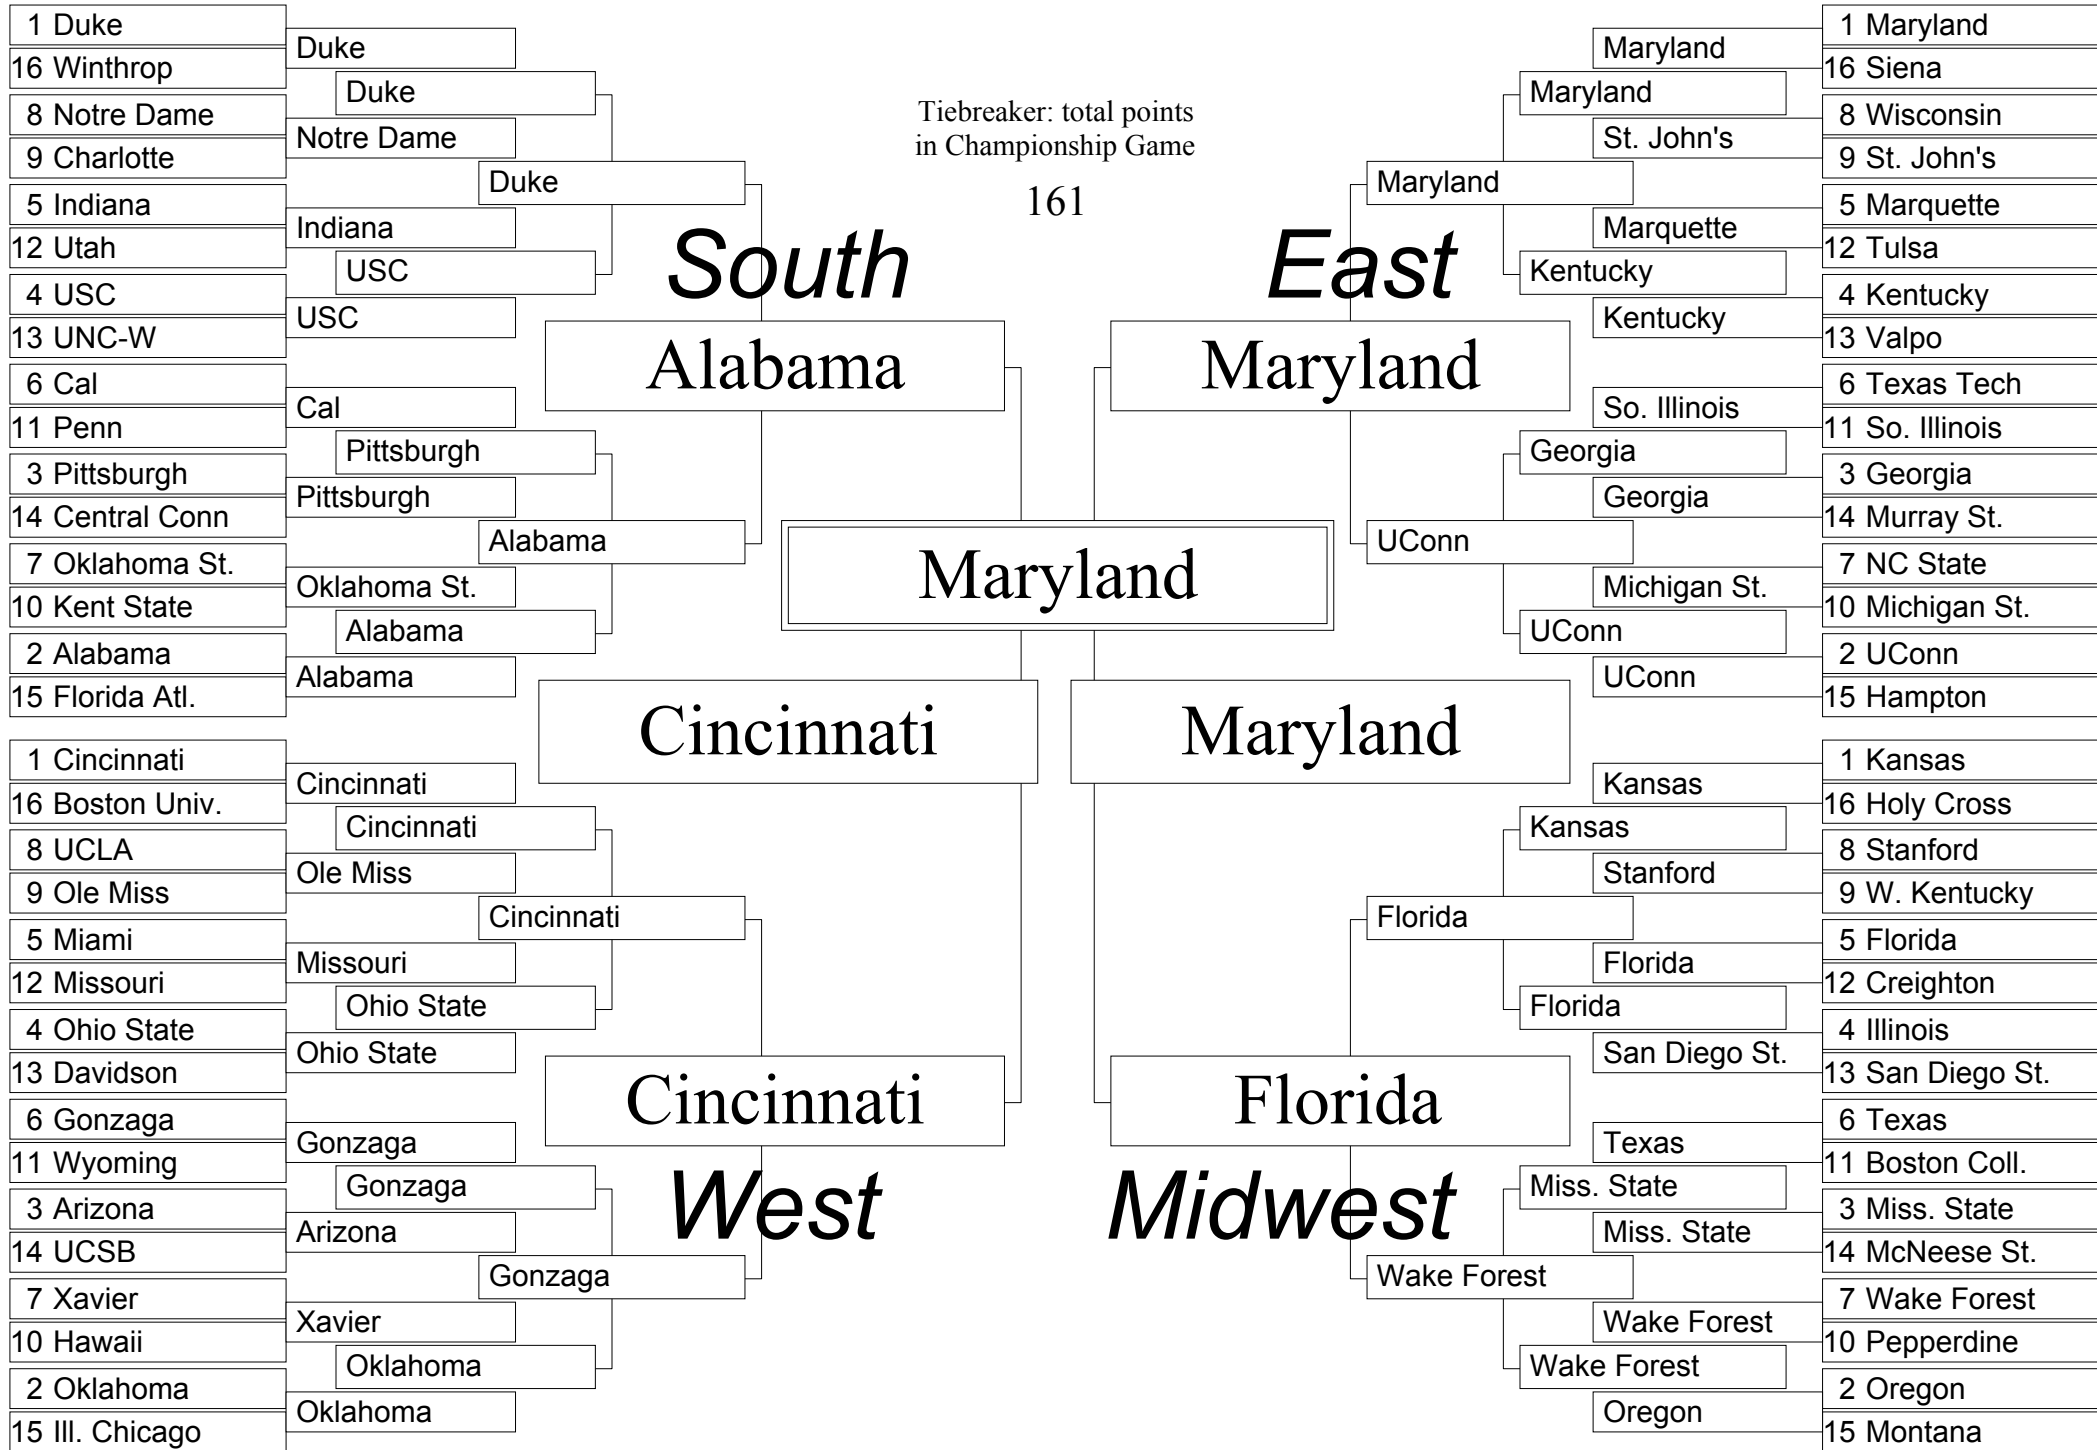 1 Duke
16 Winthrop
8 Notre Dame
9 Charlotte
5 Indiana
12 Utah
4 USC
13 UNC-W
6 Cal
11 Penn
3 Pittsburgh
14 Central Conn
7 Oklahoma St.
10 Kent State
2 Alabama
15 Florida Atl.
Duke
Notre Dame
Indiana
USC
Cal
Pittsburgh
Oklahoma St.
Alabama
Duke
USC
Pittsburgh
Alabama
Duke
Alabama
South
Alabama
1 Cincinnati
16 Boston Univ.
8 UCLA
9 Ole Miss
5 Miami
12 Missouri
4 Ohio State
13 Davidson
6 Gonzaga
11 Wyoming
3 Arizona
14 UCSB
7 Xavier
10 Hawaii
2 Oklahoma
15 Ill. Chicago
Cincinnati
Ole Miss
Missouri
Ohio State
Gonzaga
Arizona
Xavier
Oklahoma
Cincinnati
Ohio State
Gonzaga
Oklahoma
Cincinnati
Gonzaga
Cincinnati
West
Tiebreaker: total points
in Championship Game
161
Maryland
Cincinnati
Maryland
East
Maryland
Maryland
UConn
Maryland
Kentucky
Georgia
UConn
Maryland
St. John's
Marquette
Kentucky
So. Illinois
Georgia
Michigan St.
UConn
1 Maryland
16 Siena
8 Wisconsin
9 St. John's
5 Marquette
12 Tulsa
4 Kentucky
13 Valpo
6 Texas Tech
11 So. Illinois
3 Georgia
14 Murray St.
7 NC State
10 Michigan St.
2 UConn
15 Hampton
Florida
Midwest
Florida
Wake Forest
Kansas
Florida
Miss. State
Wake Forest
Kansas
Stanford
Florida
San Diego St.
Texas
Miss. State
Wake Forest
Oregon
1 Kansas
16 Holy Cross
8 Stanford
9 W. Kentucky
5 Florida
12 Creighton
4 Illinois
13 San Diego St.
6 Texas
11 Boston Coll.
3 Miss. State
14 McNeese St.
7 Wake Forest
10 Pepperdine
2 Oregon
15 Montana